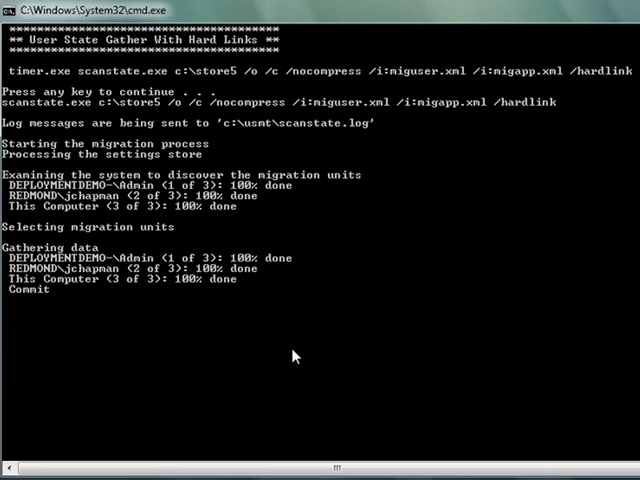 C:\Windows\System32\cmd.exe
***************************************
** User State Gather With Hard Links **
***************************************
timer.exe scanstate.exe c:\store5 /o /c /nocompress /i:miguser.xml /i:migapp.xml /hardlink
Press any key to continue . . .
scanstate.exe c:\store5 /o /c /nocompress /i:miguser.xml /i:migapp.xml /hardlink
Log messages are being sent to 'c:\usmt\scanstate.log'
Starting the migration process
Processing the settings store
Examining the system to discover the migration units
DEPLOYMENTDEMO-\Admin (1 of 3): 100% done
REDMOND\jchapman (2 of 3): 100% done
This Computer (3 of 3): 100% done
Selecting migration units
Gathering data
DEPLOYMENTDEMO-\Admin (1 of 3): 100% done
REDMOND\jchapman (2 of 3): 100% done
This Computer (3 of 3): 100% done
Commit